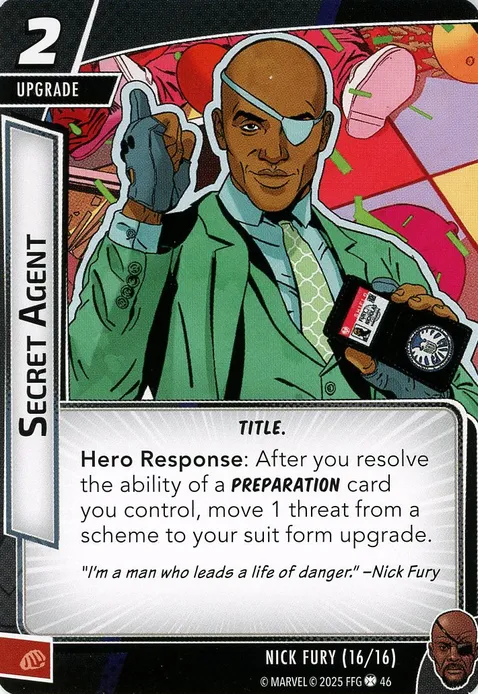 2
UPGRADE
SECRET AGENT
TITLE.
Hero Response: After you resolve
the ability of a PREPARATION card
you control, move 1 threat from a
scheme to your suit form upgrade.
"I'm a man who leads a life of danger." –Nick Fury
NICK FURY (16/16)
© MARVEL © 2025 FFG 46